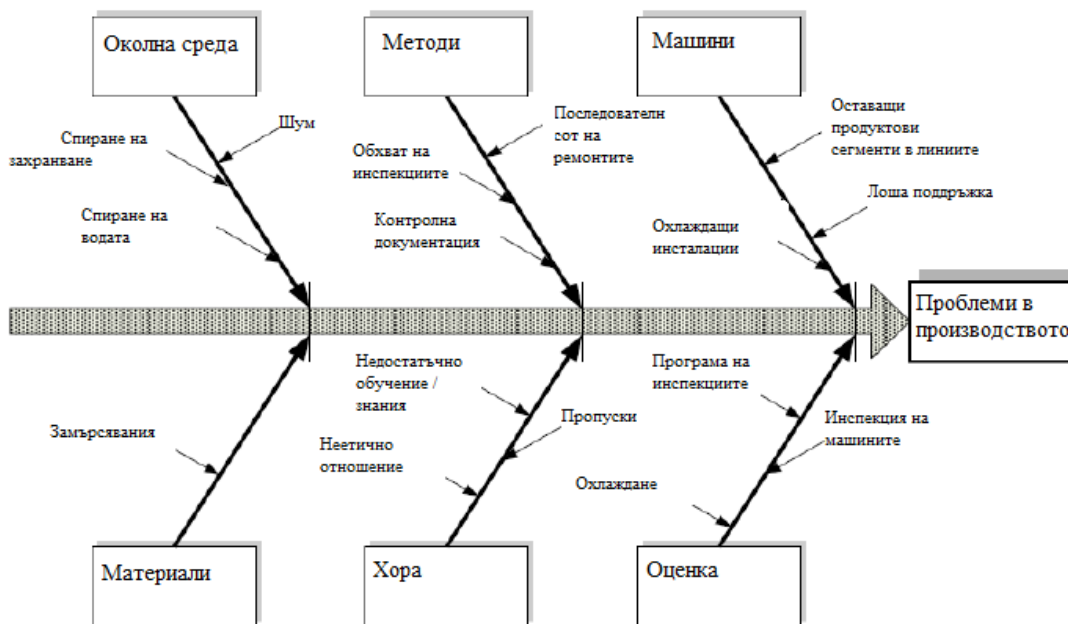 Околна среда
Методи
Машини
Шум
Спиране на
захранване
Спиране на
водата
Последователн
сот на
ремонтите
Обхват на
инспекциите
Контролна
документация
Оставащи
продуктови
сегменти в линиите
Лоша поддръжка
Охлаждащи
инсталации
Проблеми в
производството
Замърсявания
Недостатъчно
обучение /
знания
Пропуски
Неетично
отношение
Програма на
инспекциите
Инспекция на
машините
Охлаждане
Материали
Хора
Оценка